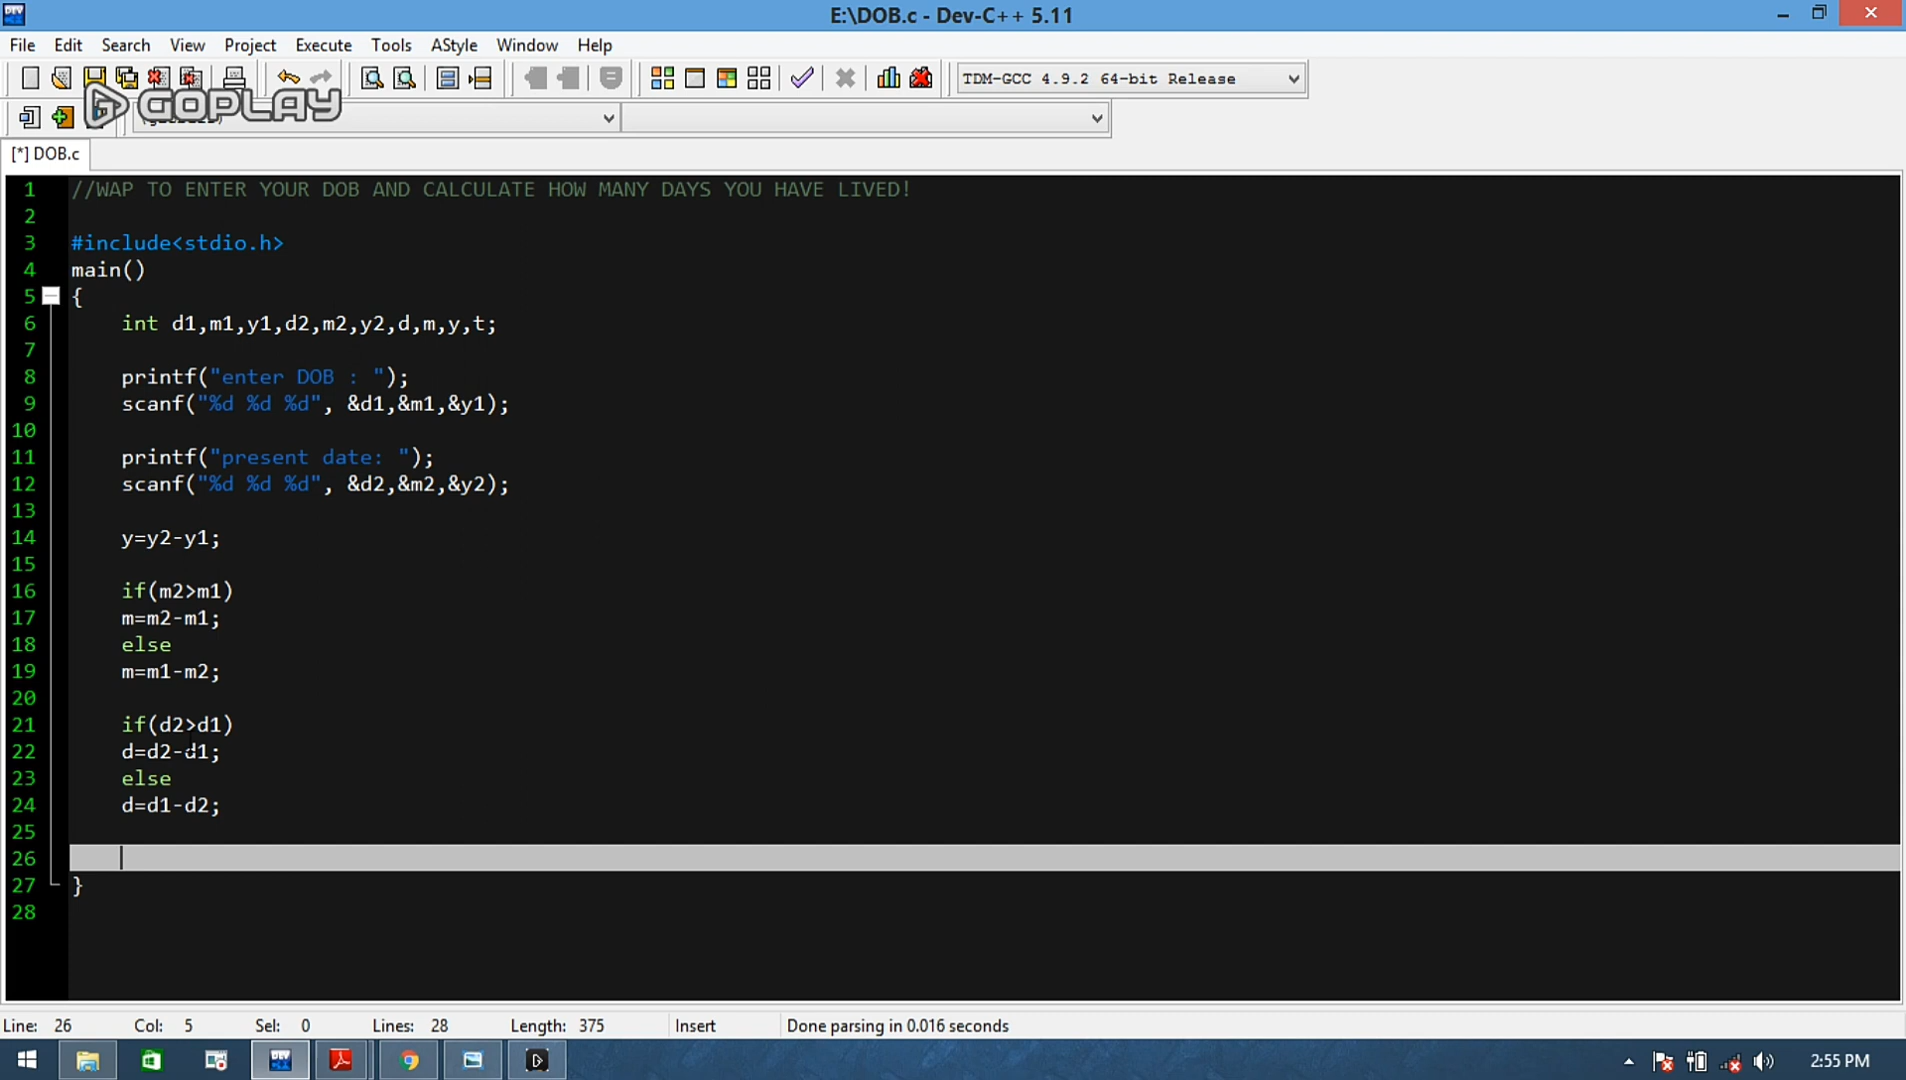 E:\DOB.c - Dev-C++ 5.11
File Edit Search View Project Execute Tools AStyle Window Help
TDM-GCC 4.9.2 64-bit Release
GOPLAY
[*] DOB.c
1 //WAP TO ENTER YOUR DOB AND CALCULATE HOW MANY DAYS YOU HAVE LIVED!
2
3 #include<stdio.h>
4 main()
5 {
6 int d1,m1,y1,d2,m2,y2,d,m,y,t;
7
8 printf("enter DOB : ");
9 scanf("%d %d %d", &d1,&m1,&y1);
10
11 printf("present date: ");
12 scanf("%d %d %d", &d2,&m2,&y2);
13
14 y=y2-y1;
15
16 if(m2>m1)
17 m=m2-m1;
18 else
19 m=m1-m2;
20
21 if(d2>d1)
22 d=d2-d1;
23 else
24 d=d1-d2;
25
26
27 }
28
Line: 26 Col: 5 Sel: 0 Lines: 28 Length: 375 Insert Done parsing in 0.016 seconds
DEV 2:55 PM